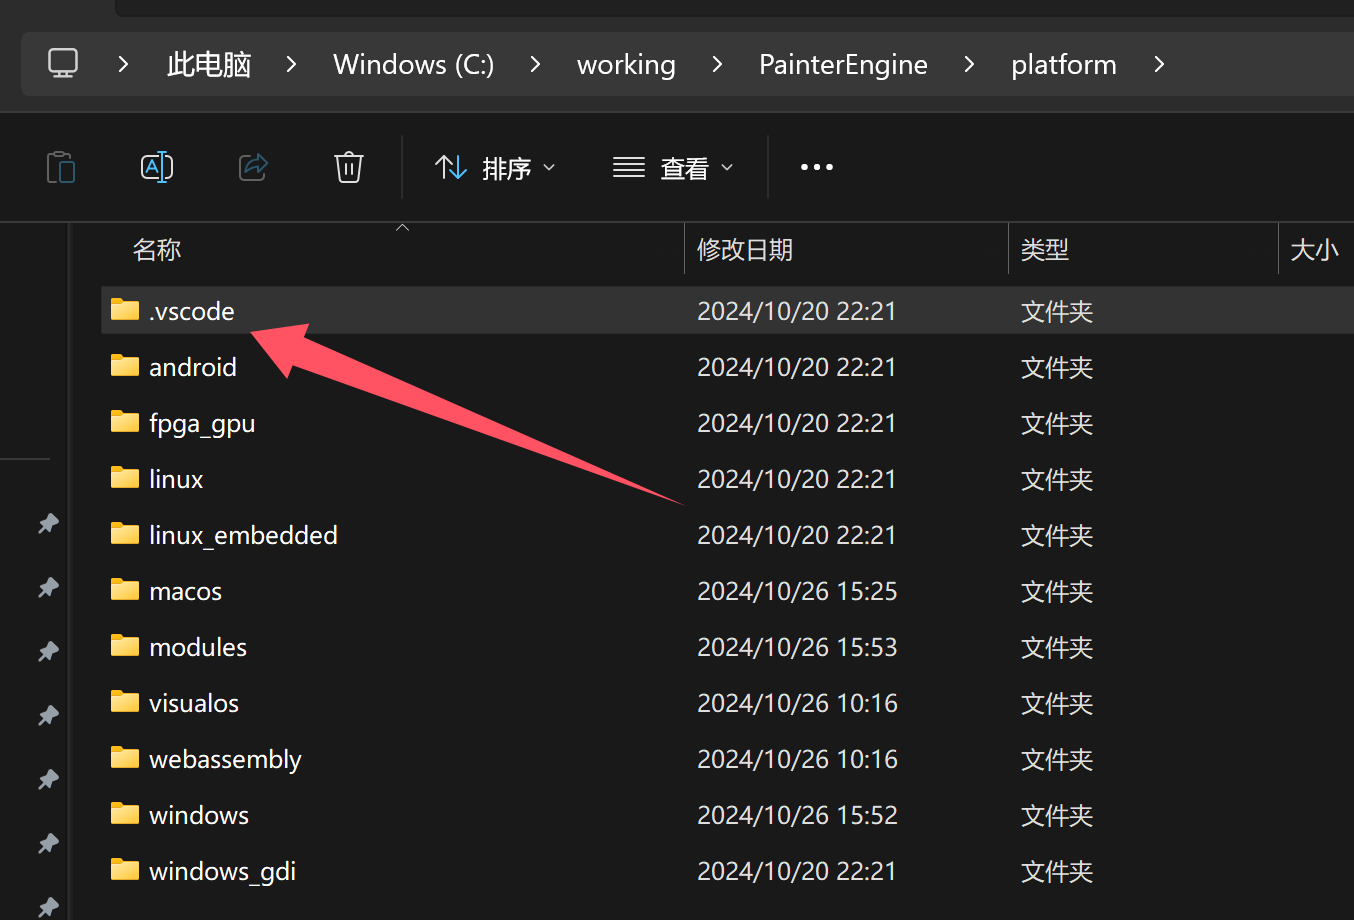 此电脑 > Windows (C:) > working > PainterEngine > platform >
排序 查看
名称 修改日期 类型 大小
.vscode 2024/10/20 22:21 文件夹
android 2024/10/20 22:21 文件夹
fpga_gpu 2024/10/20 22:21 文件夹
linux 2024/10/20 22:21 文件夹
linux_embedded 2024/10/20 22:21 文件夹
macos 2024/10/26 15:25 文件夹
modules 2024/10/26 15:53 文件夹
visualos 2024/10/26 10:16 文件夹
webassembly 2024/10/26 10:16 文件夹
windows 2024/10/26 15:52 文件夹
windows_gdi 2024/10/20 22:21 文件夹